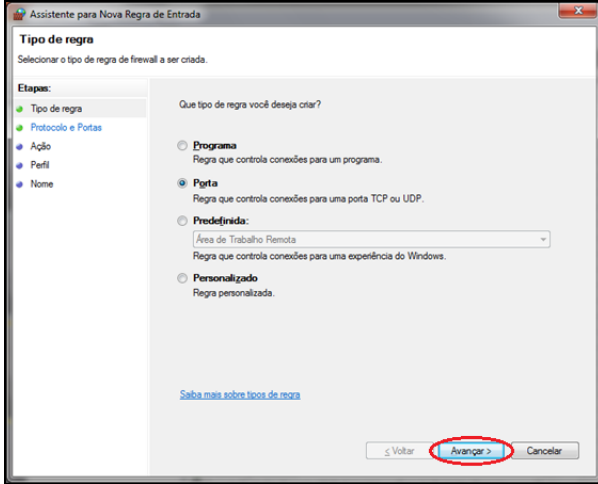 Assistente para Nova Regra de Entrada
Tipo de regra
Selecionar o tipo de regra de firewall a ser criada.
Etapas:
Tipo de regra
Protocolo e Portas
Ação
Perfil
Nome
Que tipo de regra você deseja criar?
Programa
Regra que controla conexões para um programa.
Porta
Regra que controla conexões para uma porta TCP ou UDP.
Predefinida:
Área de Trabalho Remota
Regra que controla conexões para uma experiência do Windows.
Personalizado
Regra personalizada.
Saiba mais sobre tipos de regra
< Voltar
Avançar >
Cancelar